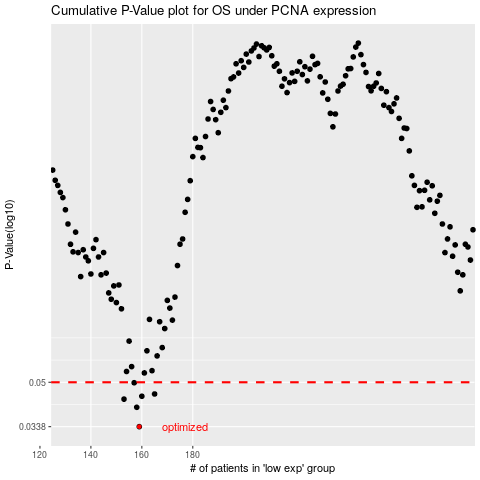 Cumulative P-Value plot for OS under PCNA expression
P-Value(log10)
0.05
0.0338
optimized
120 140 160 180
# of patients in 'low exp' group